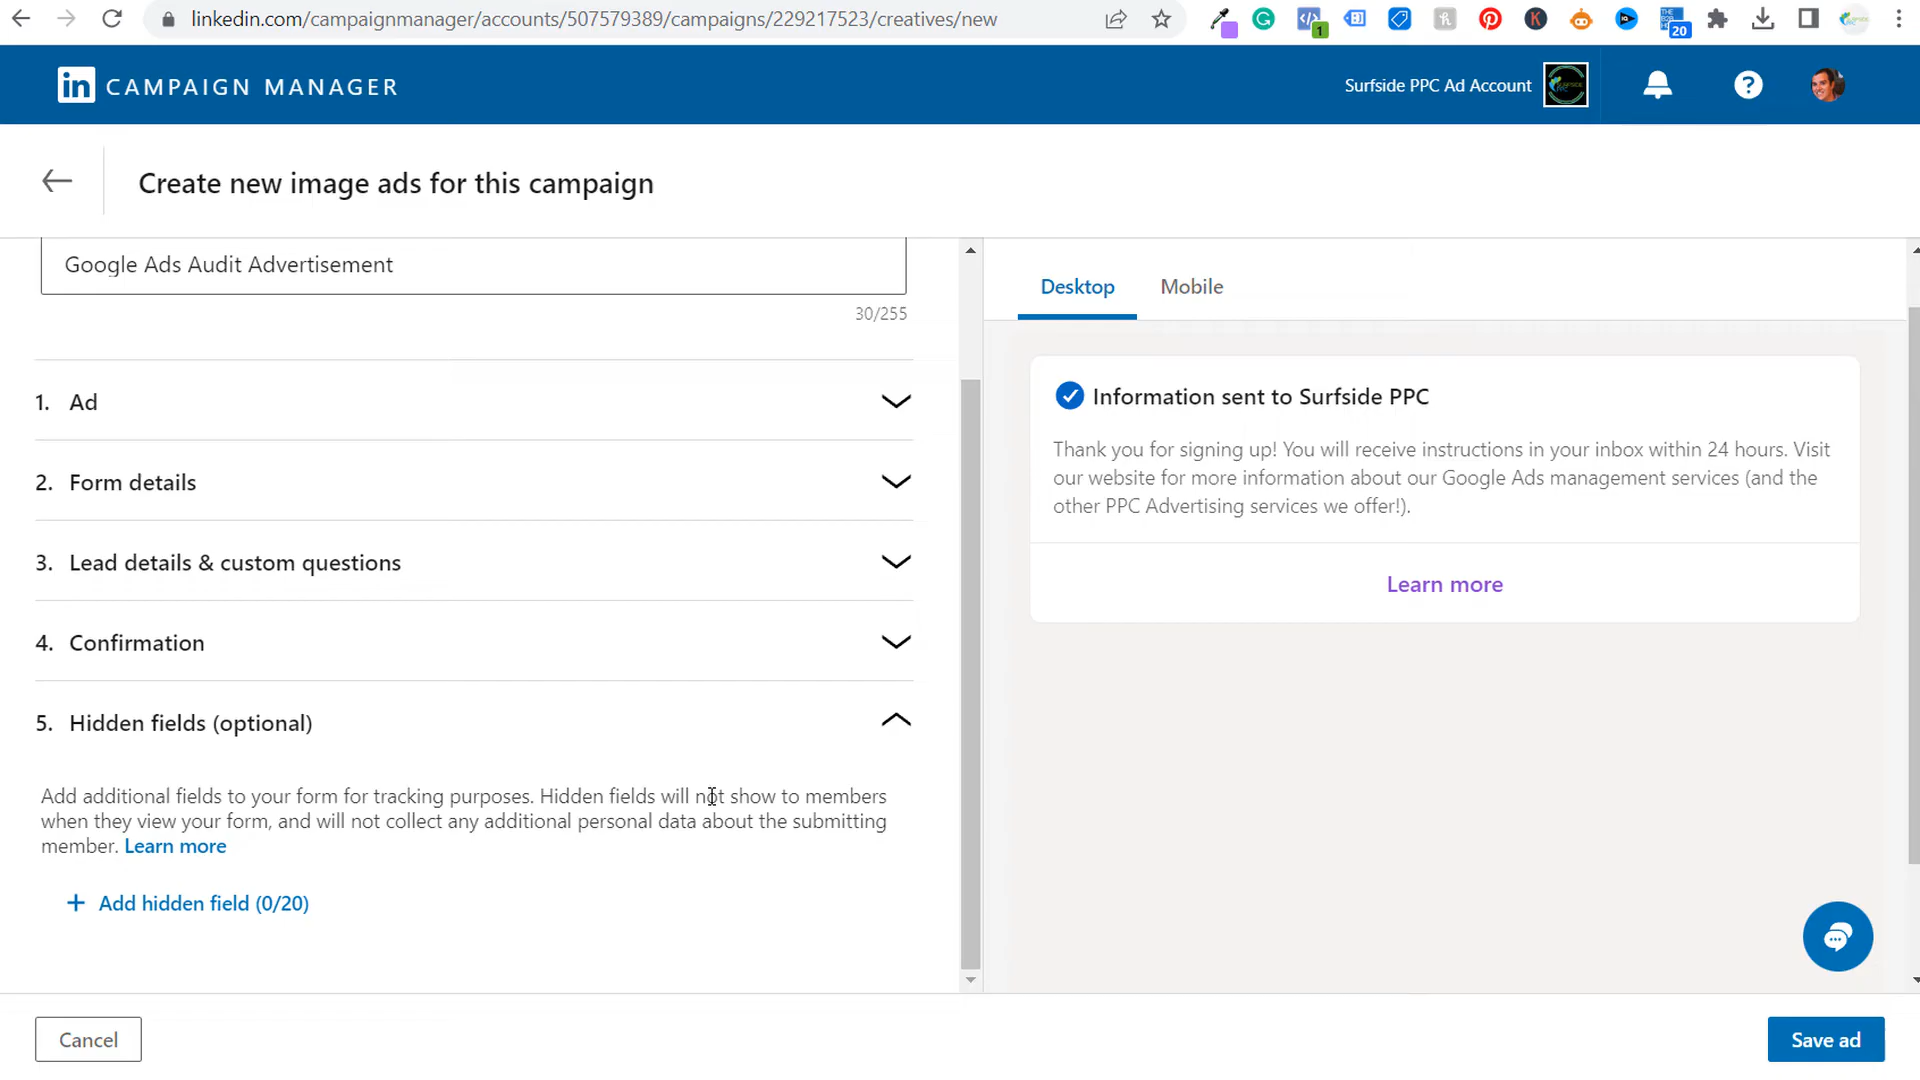 linkedin.com/campaignmanager/accounts/507579389/campaigns/229217523/creatives/new
1
20
in CAMPAIGN MANAGER
Surfside PPC Ad Account
Create new image ads for this campaign
Google Ads Audit Advertisement
30/255
1. Ad
2. Form details
3. Lead details & custom questions
4. Confirmation
5. Hidden fields (optional)
Add additional fields to your form for tracking purposes. Hidden fields will not show to members
when they view your form, and will not collect any additional personal data about the submitting
member. Learn more
+ Add hidden field (0/20)
Desktop
Mobile
Information sent to Surfside PPC
Thank you for signing up! You will receive instructions in your inbox within 24 hours. Visit
our website for more information about our Google Ads management services (and the
other PPC Advertising services we offer!).
Learn more
Cancel
Save ad